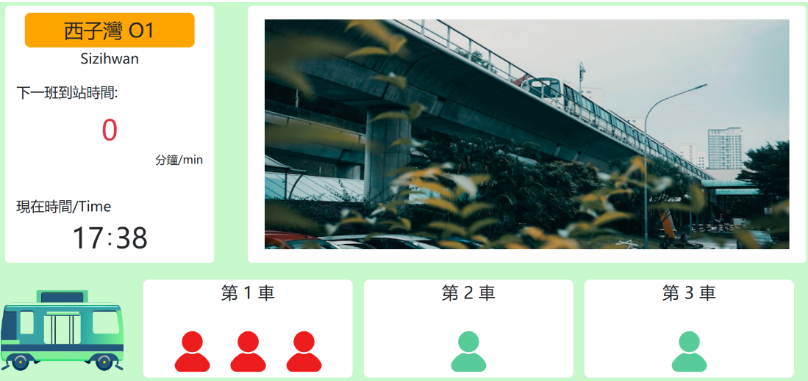 西子灣 O1
Sizihwan
下一班到站時間:
0
分鐘/min
現在時間/Time
17:38
第 1 車
第 2 車
第 3 車